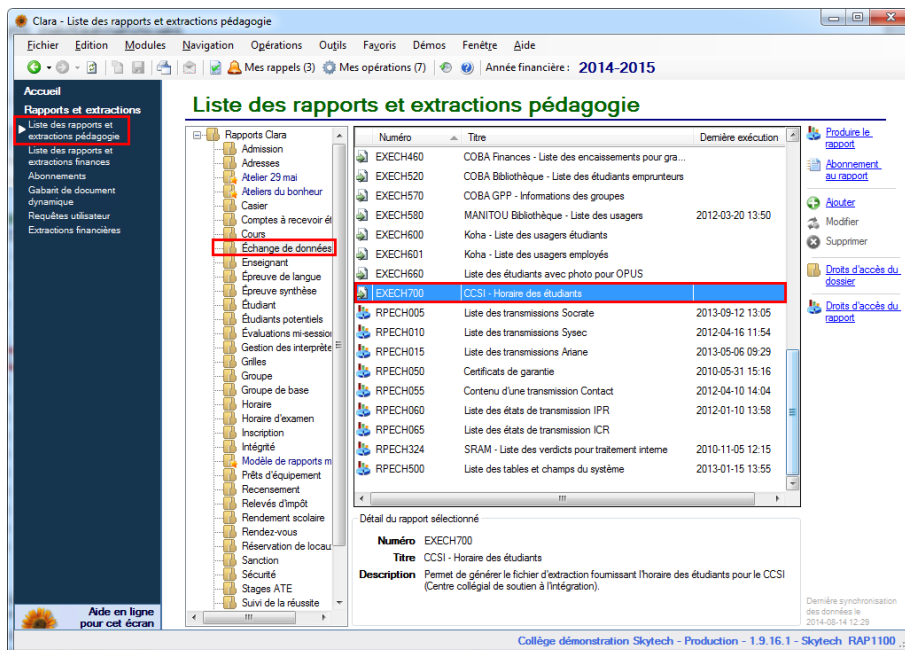 Clara - Liste des rapports et extractions pédagogie
Fichier Edition Modules Navigation Opérations Outils Favoris Démos Fenêtre Aide
Mes rappels (3) Mes opérations (7) Année financière : 2014-2015
Accueil
Rapports et extractions
Liste des rapports et
extractions pédagogie
Liste des rapports et
extractions finances
Abonnements
Gabarit de document
dynamique
Requêtes utilisateur
Extractions financières
Aide en ligne
pour cet écran
Liste des rapports et extractions pédagogie
Rapports Clara
Admission
Adresses
Atelier 29 mai
Ateliers du bonheur
Casier
Comptes à recevoir ét
Cours
Échange de données
Enseignant
Épreuve de langue
Épreuve synthèse
Étudiant
Étudiants potentiels
Évaluations mi-session
Gestion des interprète
Grilles
Groupe
Groupe de base
Horaire
Horaire d'examen
Inscription
Intégrité
Modèle de rapports m
Prêts d'équipement
Recensement
Relevés d'impôt
Rendement scolaire
Rendez-vous
Réservation de locaux
Sanction
Sécurité
Stages ATE
Suivi de la réussite
Numéro Titre Dernière exécution
EXECH460 COBA Finances - Liste des encaissements pour gra...
EXECH520 COBA Bibliothèque - Liste des étudiants emprunteurs
EXECH570 COBA GPP - Informations des groupes
EXECH580 MANITOU Bibliothèque - Liste des usagers 2012-03-20 13:50
EXECH600 Koha - Liste des usagers étudiants
EXECH601 Koha - Liste des usagers employés
EXECH660 Liste des étudiants avec photo pour OPUS
EXECH700 CCSI - Horaire des étudiants
RPECH005 Liste des transmissions Socrate 2013-09-12 13:05
RPECH010 Liste des transmissions Sysec 2012-04-16 11:54
RPECH015 Liste des transmissions Ariane 2013-05-06 09:29
RPECH050 Certificats de garantie 2010-05-31 15:16
RPECH055 Contenu d'une transmission Contact 2012-04-10 14:04
RPECH060 Liste des états de transmission IPR 2012-01-10 13:58
RPECH065 Liste des états de transmission ICR
RPECH324 SRAM - Liste des verdicts pour traitement interne 2010-11-05 12:15
RPECH500 Liste des tables et champs du système 2013-01-15 13:55
Détail du rapport sélectionné
Numéro EXECH700
Titre CCSI - Horaire des étudiants
Description Permet de générer le fichier d'extraction fournissant l'horaire des étudiants pour le CCSI
(Centre collégial de soutien à l'intégration).
Produire le
rapport
Abonnement
au rapport
Ajouter
Modifier
Supprimer
Droits d'accès du
dossier
Droits d'accès du
rapport
Dernière synchronisation
des données le
2014-08-14 12:29
Collège démonstration Skytech - Production - 1.9.16.1 - Skytech RAP1100